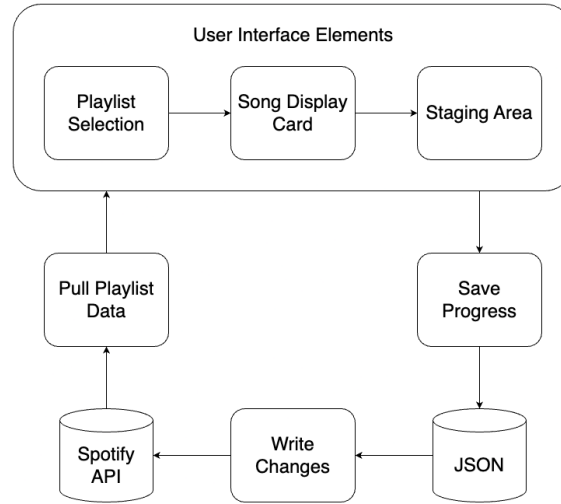 User Interface Elements
Playlist
Selection
Song Display
Card
Staging Area
Pull Playlist
Data
Save
Progress
Spotify
API
Write
Changes
JSON